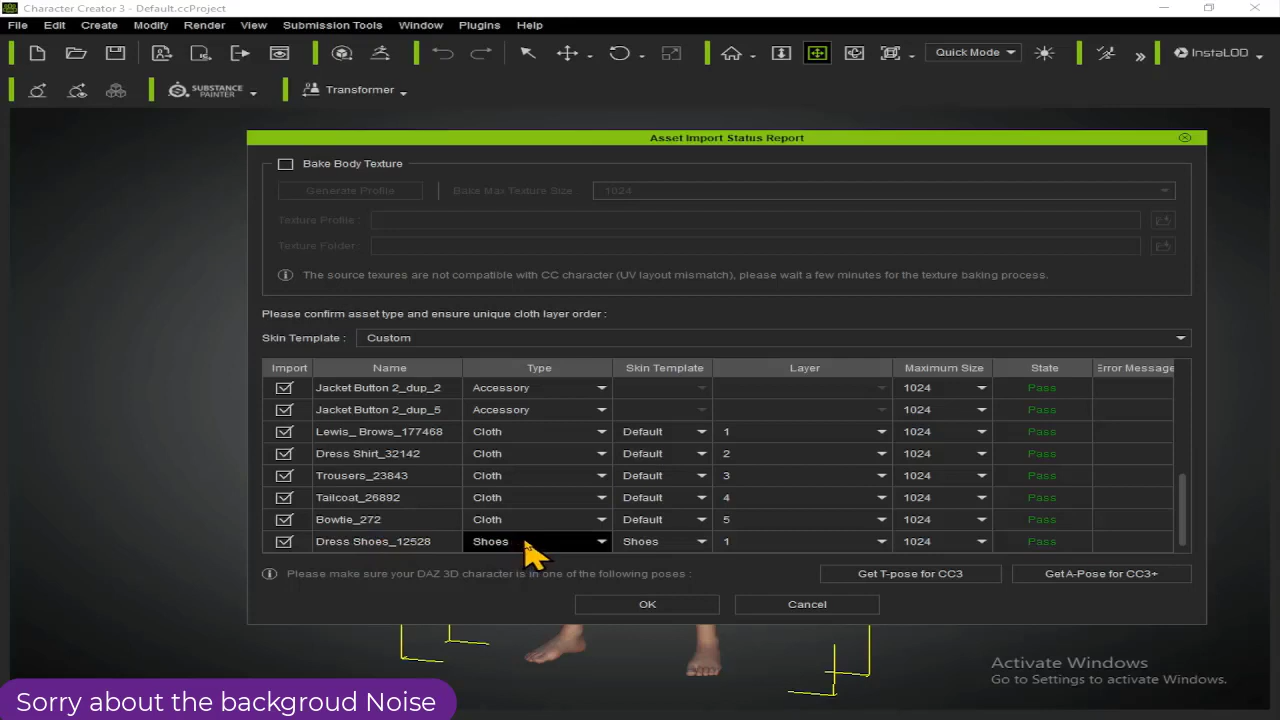 Character Creator 3 - Default.ccProject
File Edit Create Modify Render View Submission Tools Window Plugins Help
Quick Mode
InstaLOD
SUBSTANCE PAINTER
Transformer
Asset Import Status Report
Bake Body Texture
Generate Profile Bake Max Texture Size 1024
Texture Profile :
Texture Folder :
The source texures are not compatible with CC character (UV layout mismatch), please wait a few minutes for the texture baking process.
Please confirm asset type and ensure unique cloth layer order :
Skin Template : Custom
Import Name Type Skin Template Layer Maximum Size State Error Message
Jacket Button 2_dup_2 Accessory 1024 Pass
Jacket Button 2_dup_5 Accessory 1024 Pass
Lewis_ Brows_177468 Cloth Default 1 1024 Pass
Dress Shirt_32142 Cloth Default 2 1024 Pass
Trousers_23843 Cloth Default 3 1024 Pass
Tailcoat_26892 Cloth Default 4 1024 Pass
Bowtie_272 Cloth Default 5 1024 Pass
Dress Shoes_12528 Shoes Shoes 1 1024 Pass
Please make sure your DAZ 3D character is in one of the following poses : Get T-pose for CC3 Get A-Pose for CC3+
OK Cancel
Activate Windows
Go to Settings to activate Windows.
Sorry about the backgroud Noise